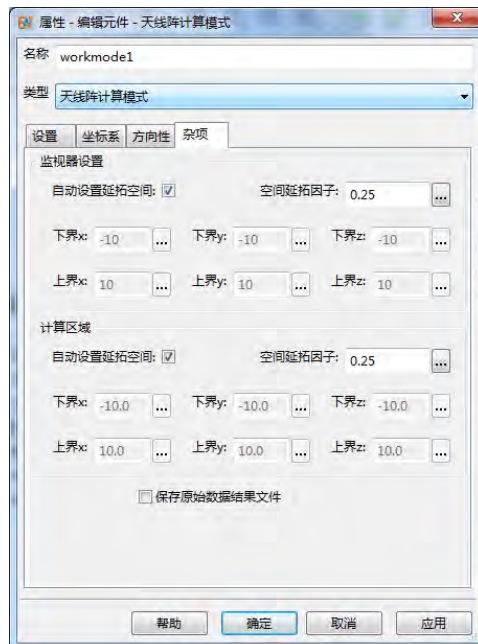 属性 - 编辑元件 - 天线阵计算模式
名称 workmode1
类型 天线阵计算模式
设置 坐标系 方向性 杂项
监视器设置
自动设置延拓空间: 空间延拓因子: 0.25 ...
下界x: -10 ... 下界y: -10 ... 下界z: -10 ...
上界x: 10 ... 上界y: 10 ... 上界z: 10 ...
计算区域
自动设置延拓空间: 空间延拓因子: 0.25 ...
下界x: -10.0 ... 下界y: -10.0 ... 下界z: -10.0 ...
上界x: 10.0 ... 上界y: 10.0 ... 上界z: 10.0 ...
保存原始数据结果文件
帮助 确定 取消 应用